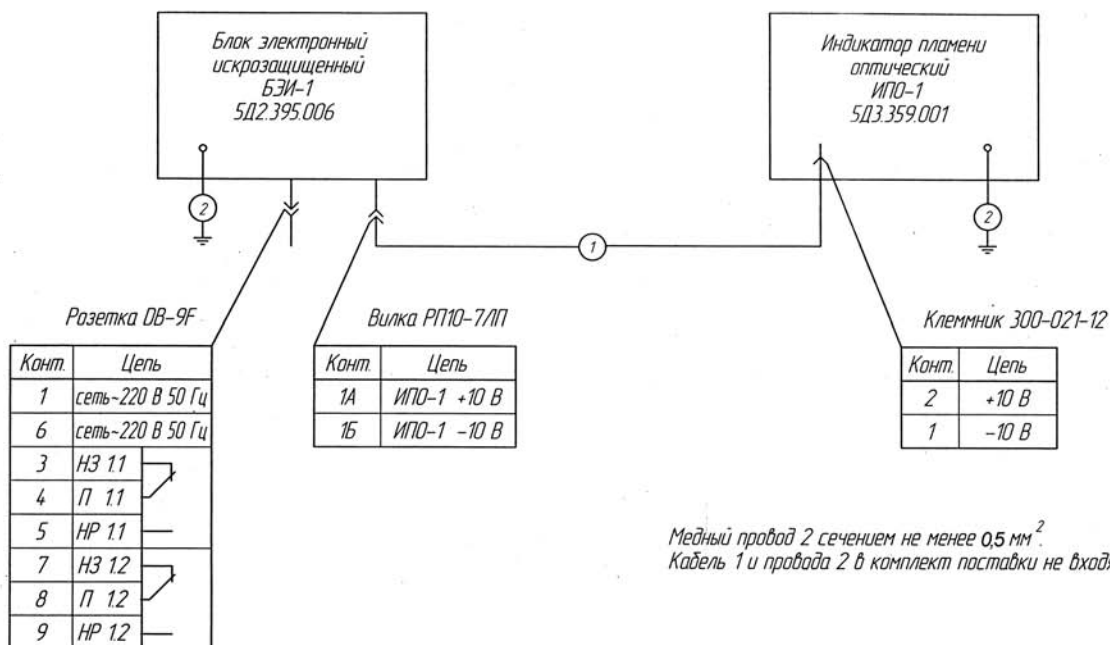 Блок электронный
искрозащищенный
БЭИ-1
5Д2.395.006
Индикатор пламени
оптический
ИПО-1
5Д3.359.001
2
2
1
Розетка DB-9F
Конт. Цепь
1 сеть~220 В 50 Гц
6 сеть~220 В 50 Гц
3 НЗ 1.1
4 П 1.1
5 НР 1.1
7 НЗ 1.2
8 П 1.2
9 НР 1.2
Вилка РП10-7ЛП
Конт. Цепь
1А ИПО-1 +10 В
1Б ИПО-1 -10 В
Клеммник 300-021-12
Конт. Цепь
2 +10 В
1 -10 В
Медный провод 2 сечением не менее 0,5 мм².
Кабель 1 и провода 2 в комплект поставки не входя